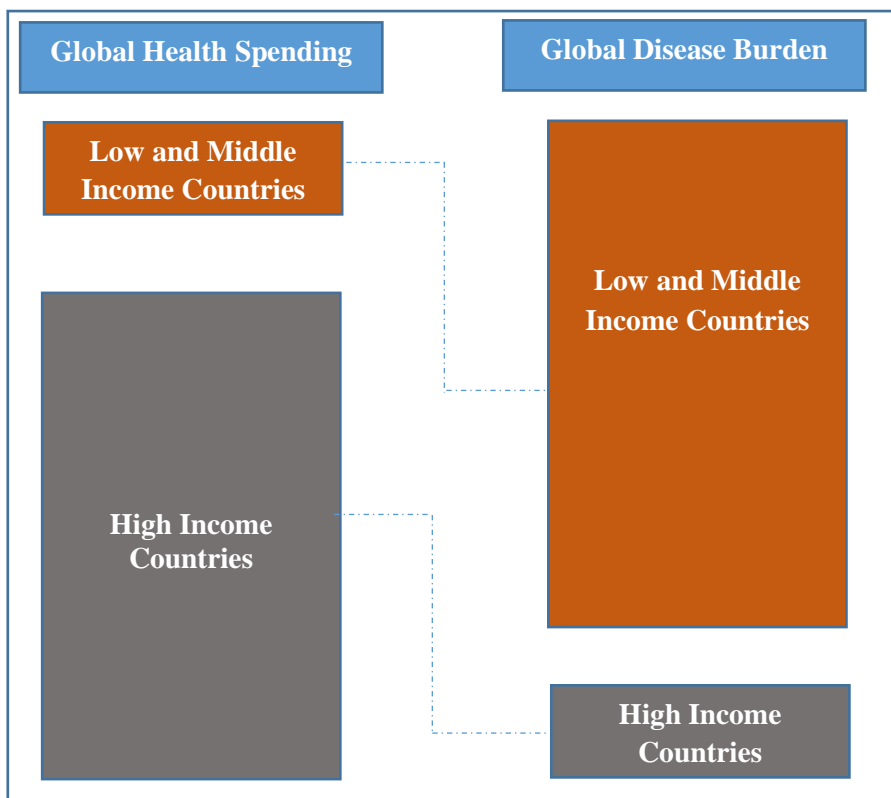 Global Health Spending
Global Disease Burden
Low and Middle
Income Countries
Low and Middle
Income Countries
High Income
Countries
High Income
Countries